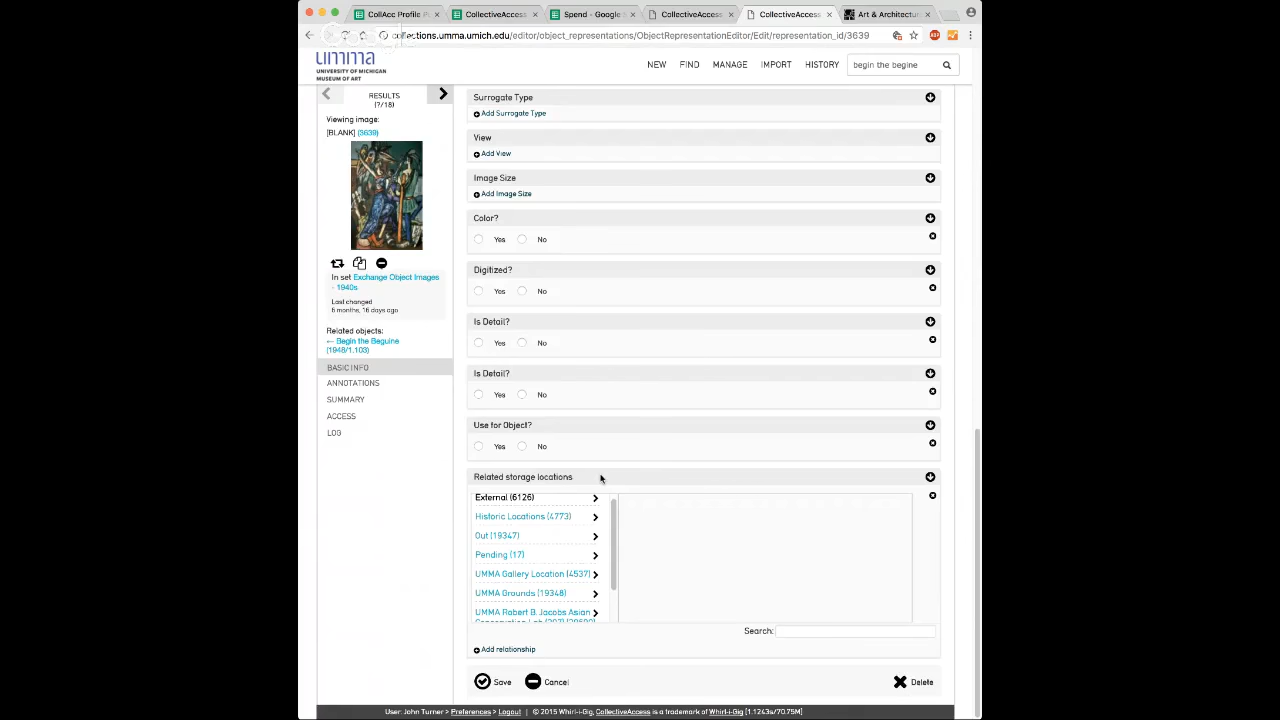 CollAcc Profile Pr
CollectiveAccess
Spend - Google S
CollectiveAccess
CollectiveAccess
Art & Architectur
collections.umma.umich.edu/editor/object_representations/ObjectRepresentationEditor/Edit/representation_id/3639
umma
UNIVERSITY OF MICHIGAN
MUSEUM OF ART
NEW FIND MANAGE IMPORT HISTORY begin the begine
RESULTS
(?/18)
Viewing image:
[BLANK] (3639)
In set Exchange Object Images
- 1940s
Last changed
5 months, 16 days ago
Related objects:
← Begin the Beguine
(1948/1.103)
BASIC INFO
ANNOTATIONS
SUMMARY
ACCESS
LOG
Surrogate Type
Add Surrogate Type
View
Add View
Image Size
Add Image Size
Color?
Yes No
Digitized?
Yes No
Is Detail?
Yes No
Is Detail?
Yes No
Use for Object?
Yes No
Related storage locations
External (6126)
Historic Locations (4773)
Out (19347)
Pending (17)
UMMA Gallery Location (4537)
UMMA Grounds (19348)
UMMA Robert B. Jacobs Asian
Search:
Add relationship
Save Cancel Delete
User: John Turner > Preferences > Logout | © 2015 Whirl-i-Gig, CollectiveAccess is a trademark of Whirl-i-Gig [1.1243s/70.75M]